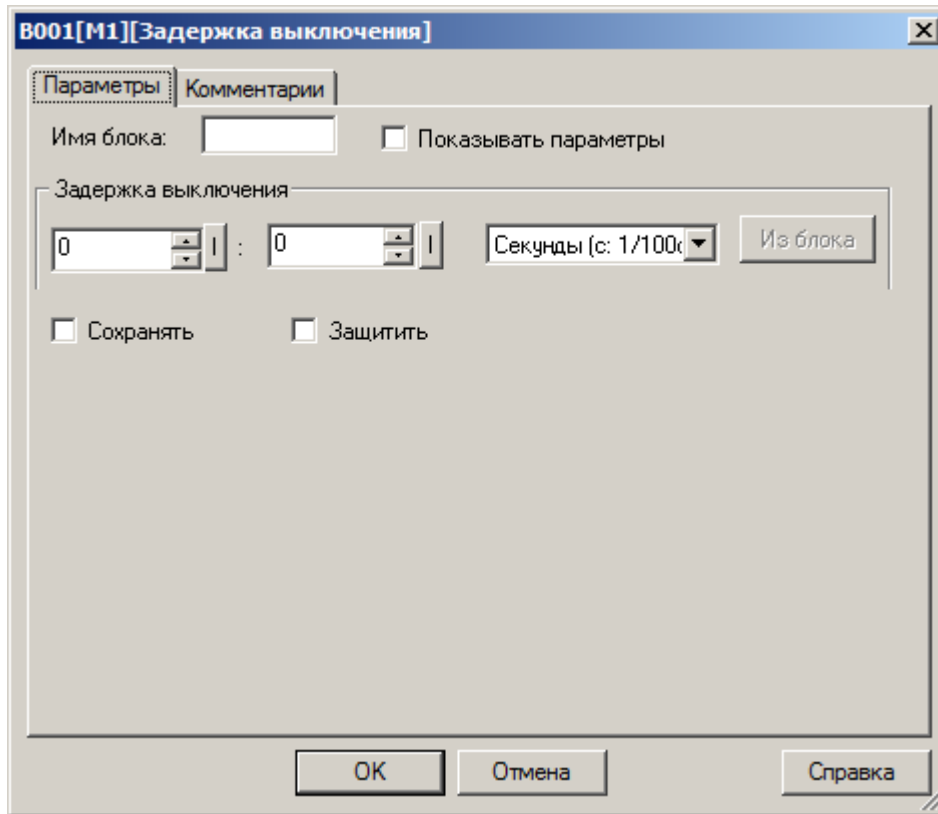 B001[M1][Задержка выключения]
Параметры Комментарии
Имя блока: Показывать параметры
Задержка выключения
0 : 0 Секунды (с: 1/100с Из блока
Сохранять Защитить
OK Отмена Справка